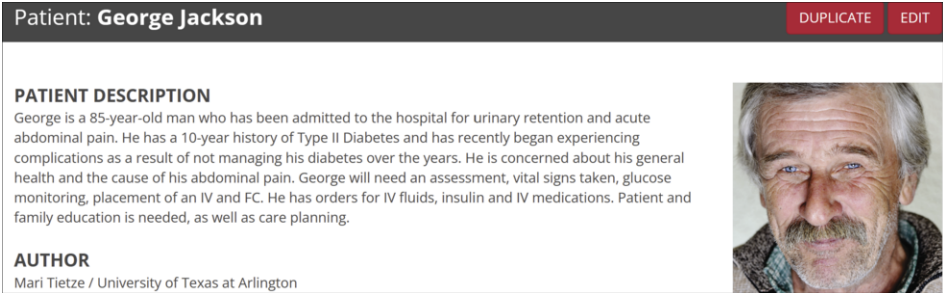 Patient: George Jackson
DUPLICATE
EDIT
PATIENT DESCRIPTION
George is a 85-year-old man who has been admitted to the hospital for urinary retention and acute
abdominal pain. He has a 10-year history of Type II Diabetes and has recently began experiencing
complications as a result of not managing his diabetes over the years. He is concerned about his general
health and the cause of his abdominal pain. George will need an assessment, vital signs taken, glucose
monitoring, placement of an IV and FC. He has orders for IV fluids, insulin and IV medications. Patient and
family education is needed, as well as care planning.
AUTHOR
Mari Tietze / University of Texas at Arlington